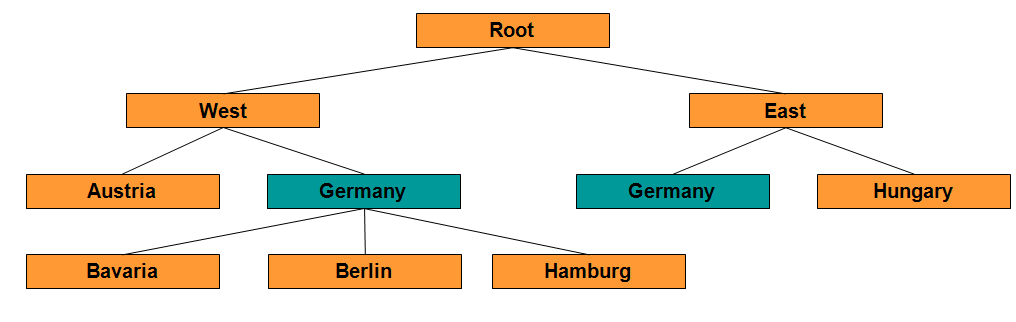 Root
West
East
Austria
Germany
Germany
Hungary
Bavaria
Berlin
Hamburg